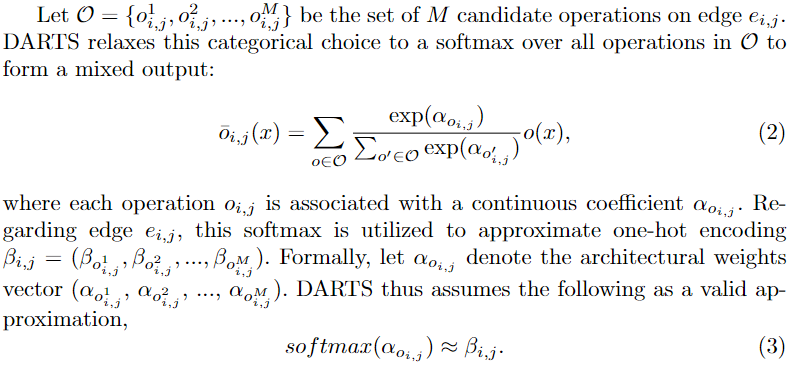 Let $\mathcal{O} = \{o_{i,j}^1, o_{i,j}^2, ..., o_{i,j}^M\}$ be the set of $M$ candidate operations on edge $e_{i,j}$.
DARTS relaxes this categorical choice to a softmax over all operations in $\mathcal{O}$ to
form a mixed output:
$\bar{o}_{i,j}(x) = \sum_{o \in \mathcal{O}} \frac{\exp(\alpha_{o_{i,j}})}{\sum_{o' \in \mathcal{O}} \exp(\alpha_{o'_{i,j}})} o(x),$ (2)
where each operation $o_{i,j}$ is associated with a continuous coefficient $\alpha_{o_{i,j}}$. Re-
garding edge $e_{i,j}$, this softmax is utilized to approximate one-hot encoding
$\beta_{i,j} = (\beta_{o_{i,j}^1}, \beta_{o_{i,j}^2}, ..., \beta_{o_{i,j}^M})$. Formally, let $\alpha_{o_{i,j}}$ denote the architectural weights
vector $(\alpha_{o_{i,j}^1}, \alpha_{o_{i,j}^2}, ..., \alpha_{o_{i,j}^M})$. DARTS thus assumes the following as a valid ap-
proximation,
$softmax(\alpha_{o_{i,j}}) \approx \beta_{i,j}.$ (3)